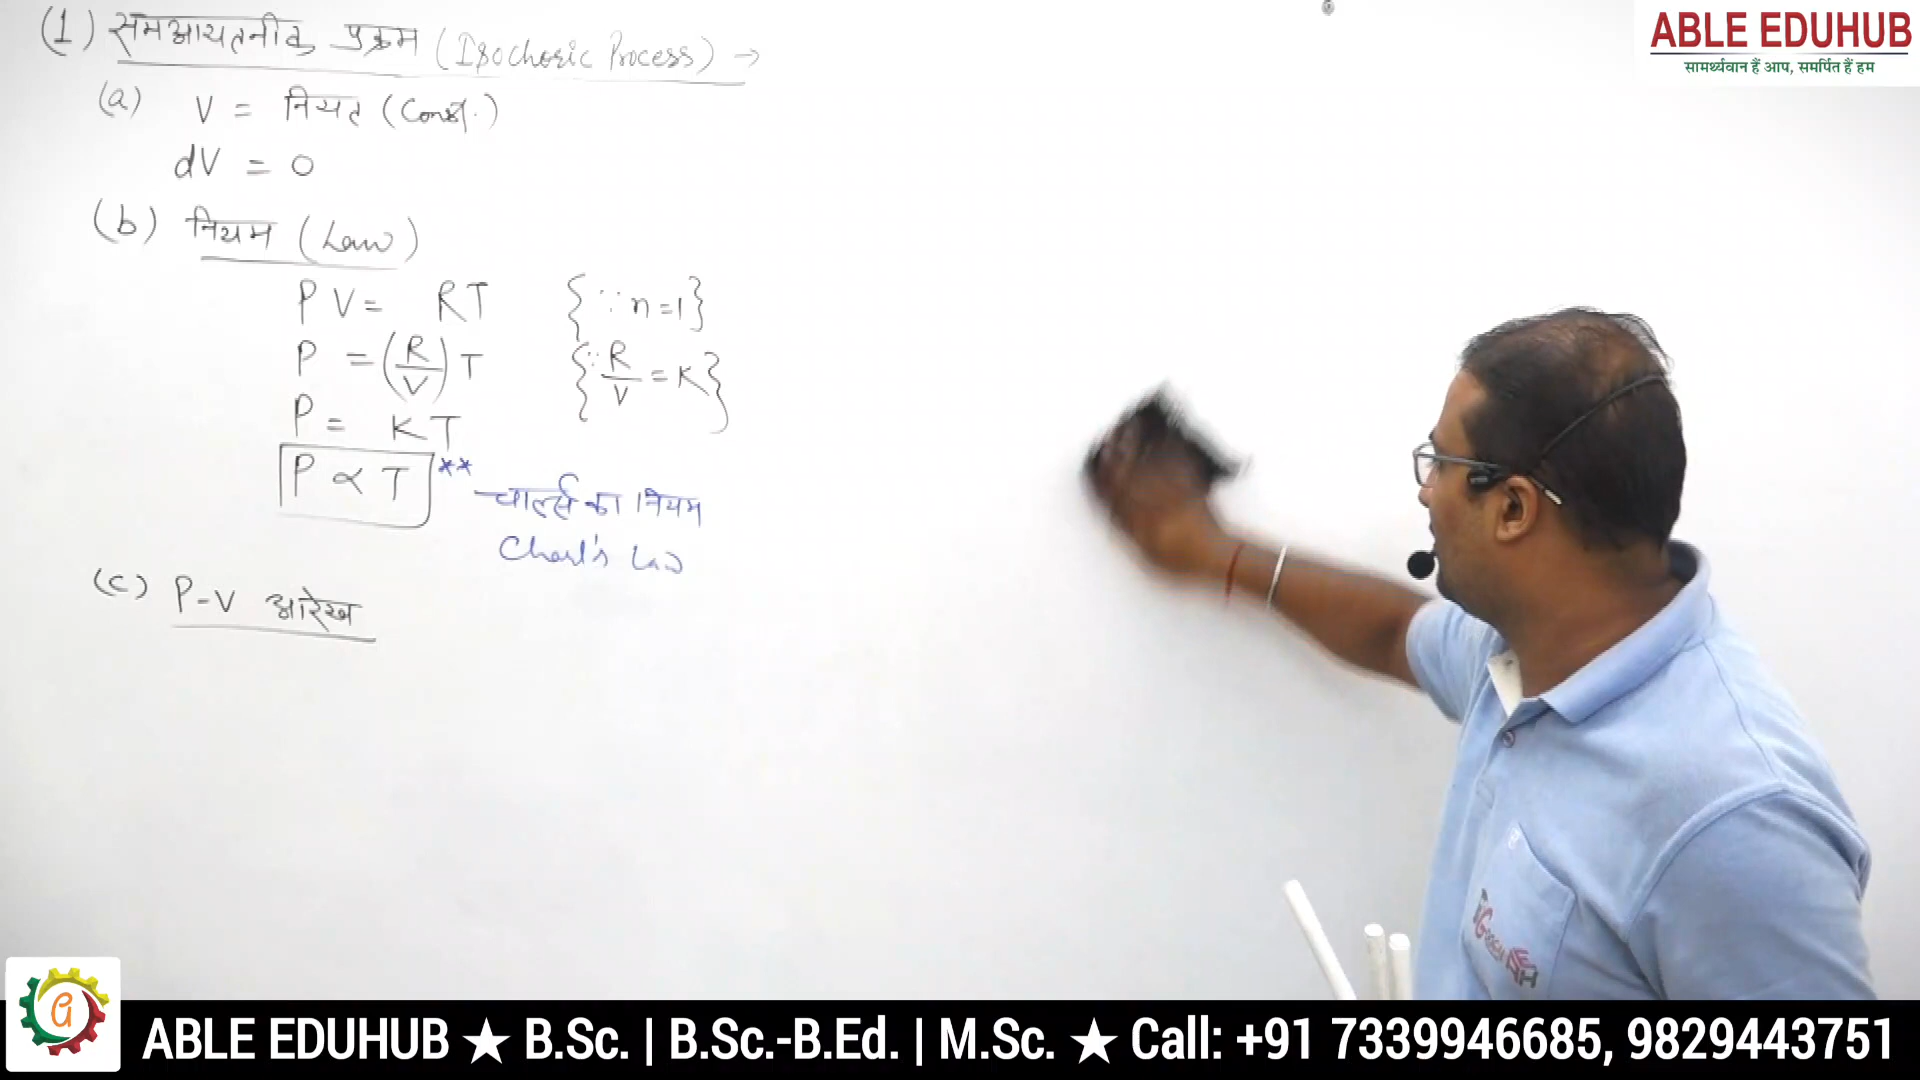 (1) समआयतनीक प्रक्रम (Isochoric Process) →
(a) V = नियत (Const.)
dV = 0
(b) नियम (Law)
PV = RT {∵ n=1}
P = (R/V) T {∵ R/V = K}
P = KT
P ∝ T ** चार्ल्स का नियम
Charl's Law
(c) P-V आरेख
ABLE EDUHUB
सामर्थ्यवान हैं आप, समर्पित हैं हम
ABLE EDUHUB ★ B.Sc. | B.Sc.-B.Ed. | M.Sc. ★ Call: +91 7339946685, 9829443751